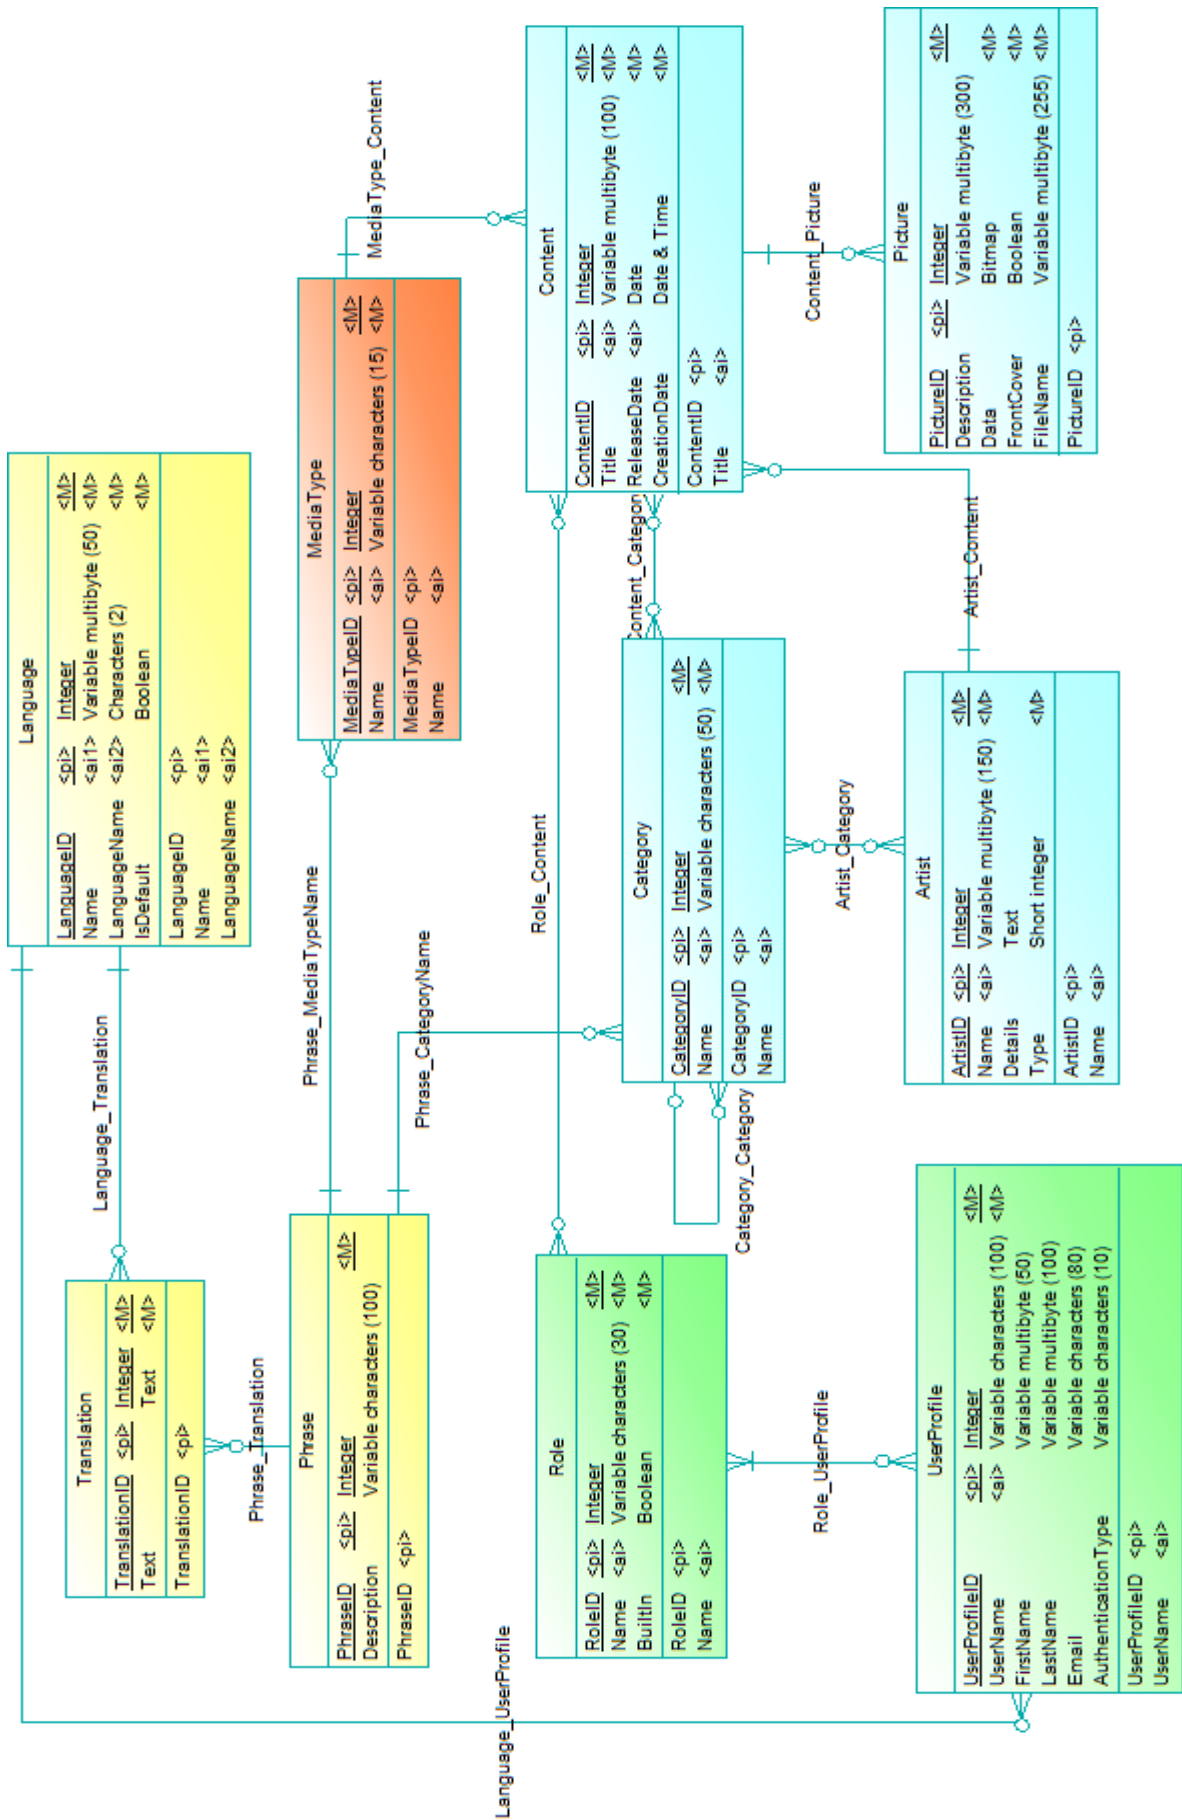 Language
LanguageID <pi> Integer <M>
Name <ai1> Variable multibyte (50) <M>
LanguageName <ai2> Characters (2) <M>
IsDefault Boolean <M>
LanguageID <pi>
Name <ai1>
LanguageName <ai2>
Language_Translation
Translation
TranslationID <pi> Integer <M>
Text Text <M>
TranslationID <pi>
Phrase_Translation
Phrase
PhraseID <pi> Integer <M>
Description Variable characters (100)
PhraseID <pi>
Phrase_MediaTypeName
Phrase_CategoryName
MediaType
MediaTypeID <pi> Integer <M>
Name <ai> Variable characters (15) <M>
MediaTypeID <pi>
Name <ai>
MediaType_Content
Role_Content
Content
ContentID <pi> Integer <M>
Title <ai> Variable multibyte (100) <M>
ReleaseDate <ai> Date <M>
CreationDate Date & Time <M>
ContentID <pi>
Title <ai>
Content_Category
Category
CategoryID <pi> Integer <M>
Name <ai> Variable characters (50) <M>
CategoryID <pi>
Name <ai>
Category_Category
Role
RoleID <pi> Integer <M>
Name <ai> Variable characters (30) <M>
BuiltIn Boolean <M>
RoleID <pi>
Name <ai>
Role_UserProfile
Artist_Category
Artist_Content
Content_Picture
Language_UserProfile
UserProfile
UserProfileID <pi> Integer <M>
UserName <ai> Variable characters (100) <M>
FirstName Variable multibyte (50)
LastName Variable multibyte (100)
Email Variable characters (80)
AuthenticationType Variable characters (10)
UserProfileID <pi>
UserName <ai>
Artist
ArtistID <pi> Integer <M>
Name <ai> Variable multibyte (150) <M>
Details Text
Type Short integer <M>
ArtistID <pi>
Name <ai>
Picture
PictureID <pi> Integer <M>
Description Variable multibyte (300)
Data Bitmap <M>
FrontCover Boolean <M>
FileName Variable multibyte (255) <M>
PictureID <pi>